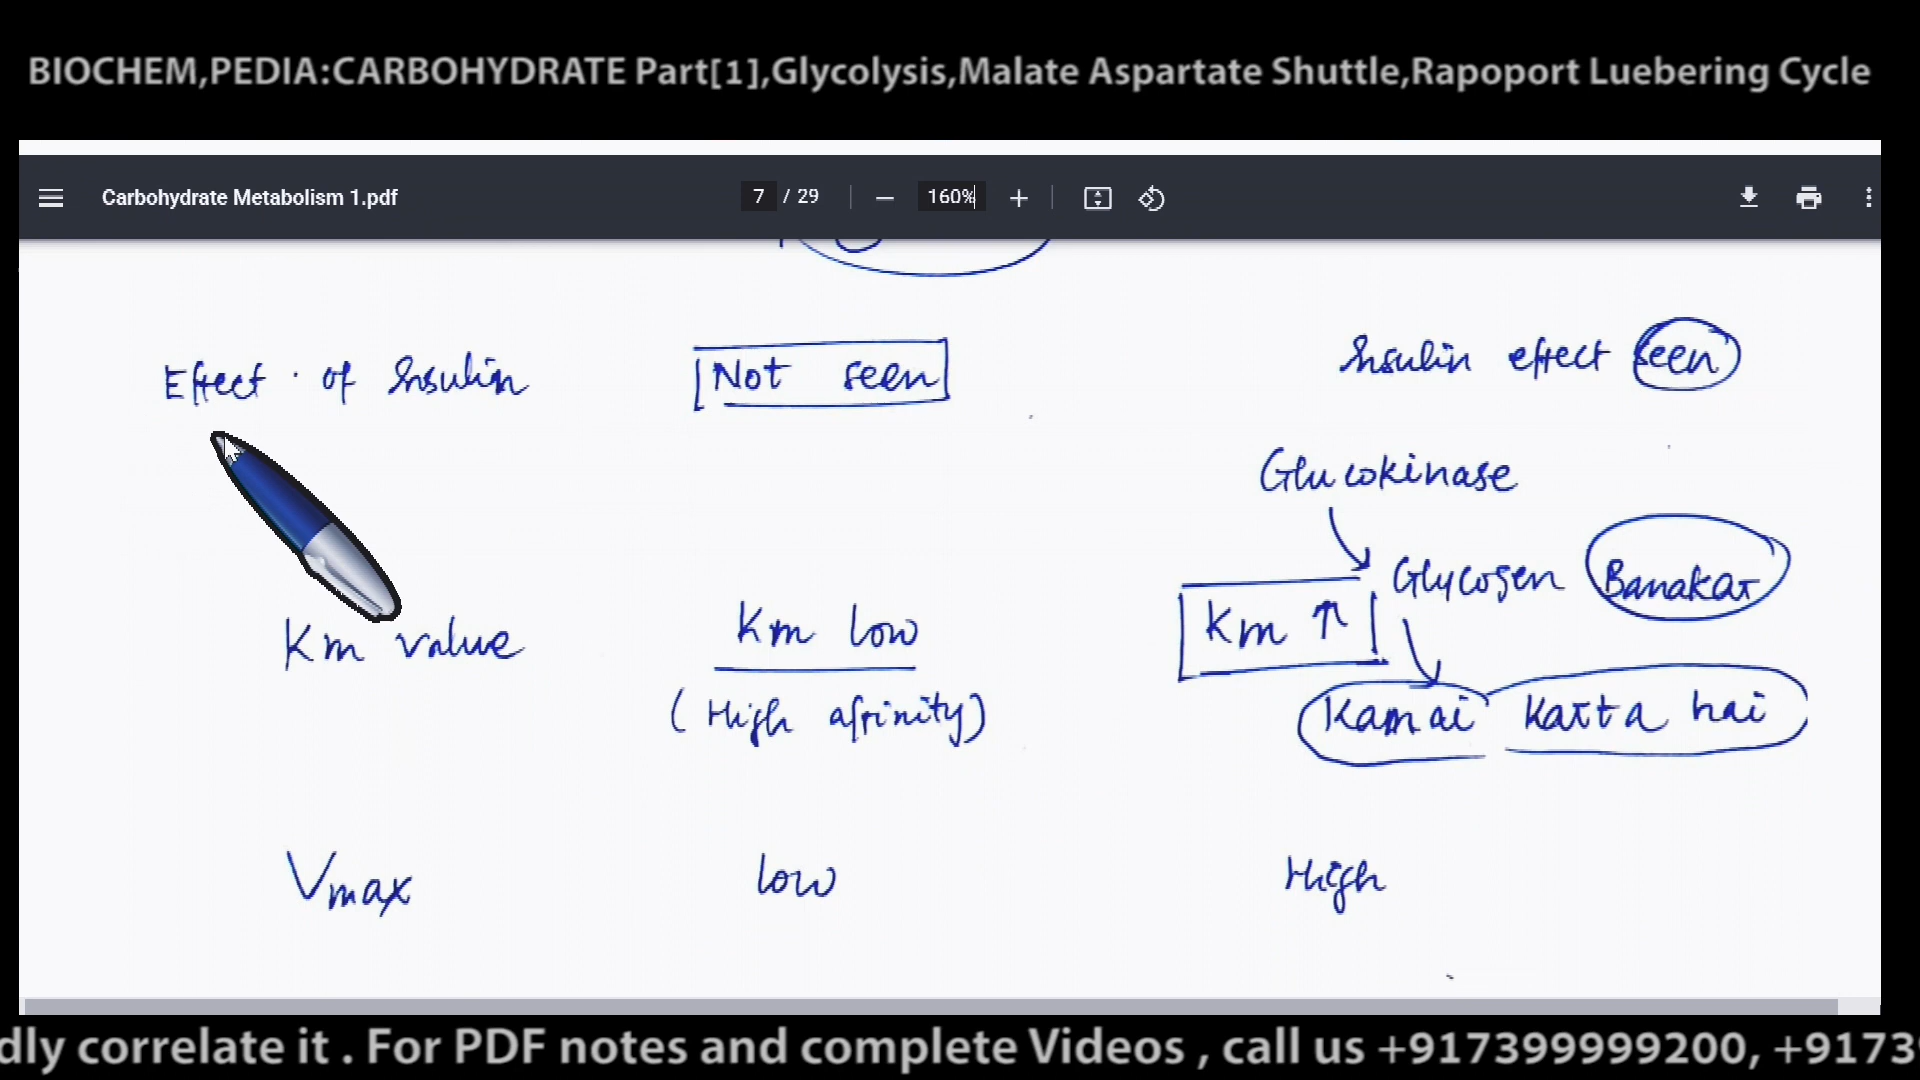 BIOCHEM,PEDIA:CARBOHYDRATE Part[1],Glycolysis,Malate Aspartate Shuttle,Rapoport Luebering Cycle
Carbohydrate Metabolism 1.pdf 7 / 29 160%
Effect of Insulin Not seen Insulin effect seen
Glucokinase
Glycogen Banakar
Km value Km low Km ↑
(High affinity) Kamai Karta hai
Vmax low High
dly correlate it . For PDF notes and complete Videos , call us +917399999200, +9173